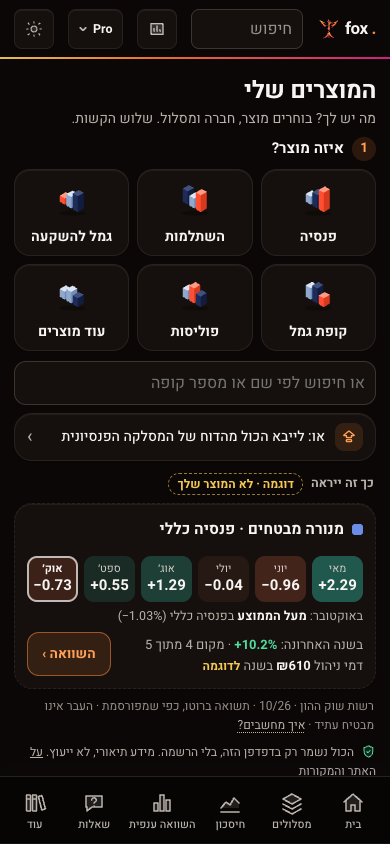 fox .
חיפוש
Pro
המוצרים שלי
מה יש לך? בוחרים מוצר, חברה ומסלול. שלוש הקשות.
1 איזה מוצר?
פנסיה
השתלמות
גמל להשקעה
קופת גמל
פוליסות
עוד מוצרים
או חיפוש לפי שם או מספר קופה
או: לייבא הכול מהדוח של המסלקה הפנסיונית ‹
כך זה ייראה
דוגמה · לא המוצר שלך
מנורה מבטחים · פנסיה כללי
מאי +2.29
יוני −0.96
יולי −0.04
אוג׳ +1.29
ספט׳ +0.55
אוק׳ −0.73
באוקטובר: מעל הממוצע בפנסיה כללי (−1.03%)
בשנה האחרונה: +10.2% · מקום 4 מתוך 5
דמי ניהול ₪610 בשנה לדוגמה
השוואה ‹
רשות שוק ההון · 10/26 · תשואה ברוטו, כפי שמפורסמת · העבר אינו
מבטיח עתיד · איך מחשבים?
הכול נשמר רק בדפדפן הזה, בלי הרשמה. מידע תיאורי, לא ייעוץ. על
האתר והמקורות
בית
מסלולים
חיסכון
השוואה ענפית
שאלות
עוד